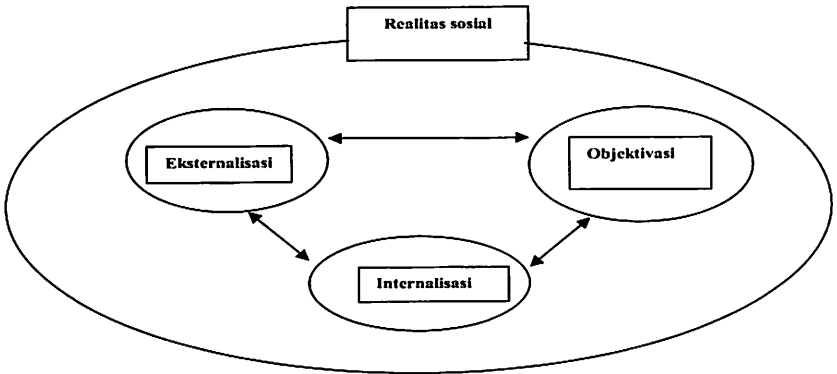 Realitas sosial
Eksternalisasi
Objektivasi
Internalisasi